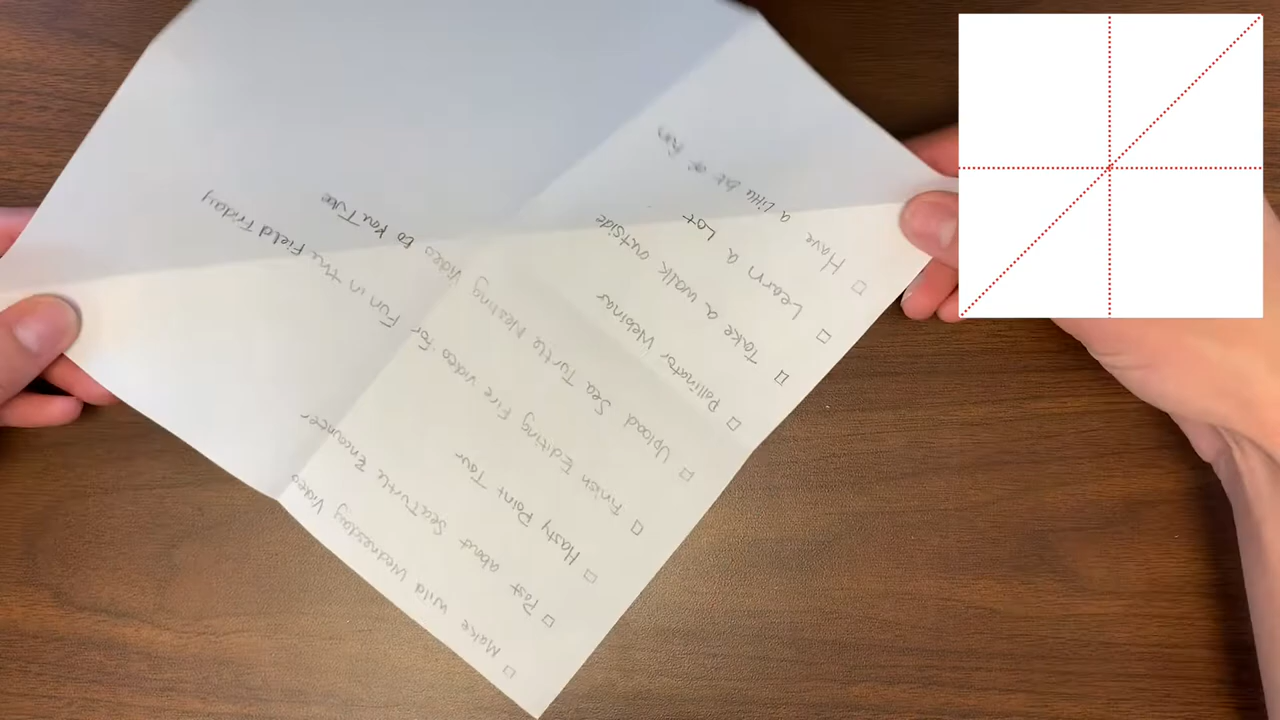 ☐ Make Wild Wednesday Video
☐ Post about Sea Turtle Encounter
☐ Hasty Point Tour
☐ Finish Editing Fire video for Fun in the Field Friday
☐ Upload Sea Turtle Nesting Video to YouTube
☐ Pollinator Webinar
☐ Take a walk outside
☐ Learn a Lot
☐ Have a little bit of fun